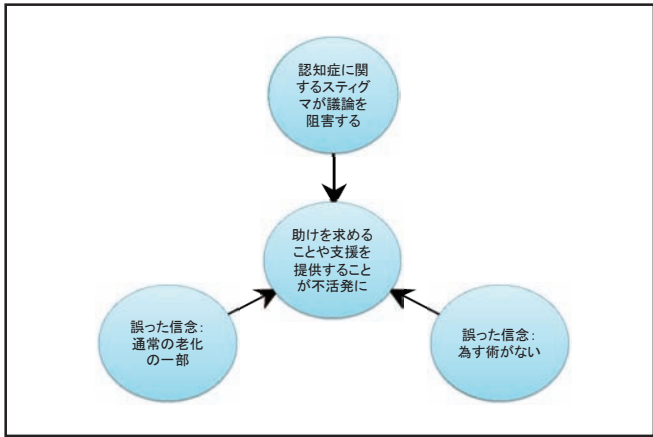 認知症に関
するスティグ
マが議論を
阻害する
助けを求める
ことや支援を
提供すること
が不活発に
誤った信念：
通常の老化
の一部
誤った信念：
為す術がない